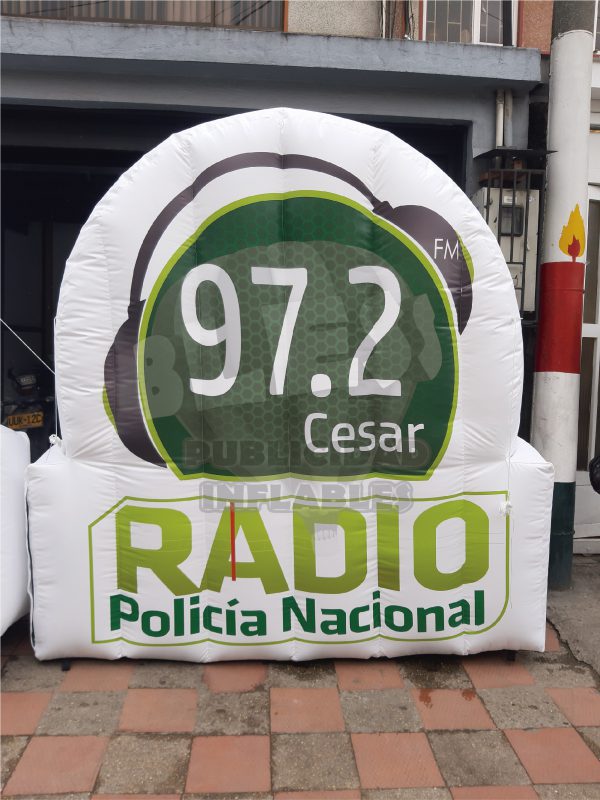 FM
97.2
Cesar
PUBLICIDAD
INFLABLES
RADIO
Policía Nacional